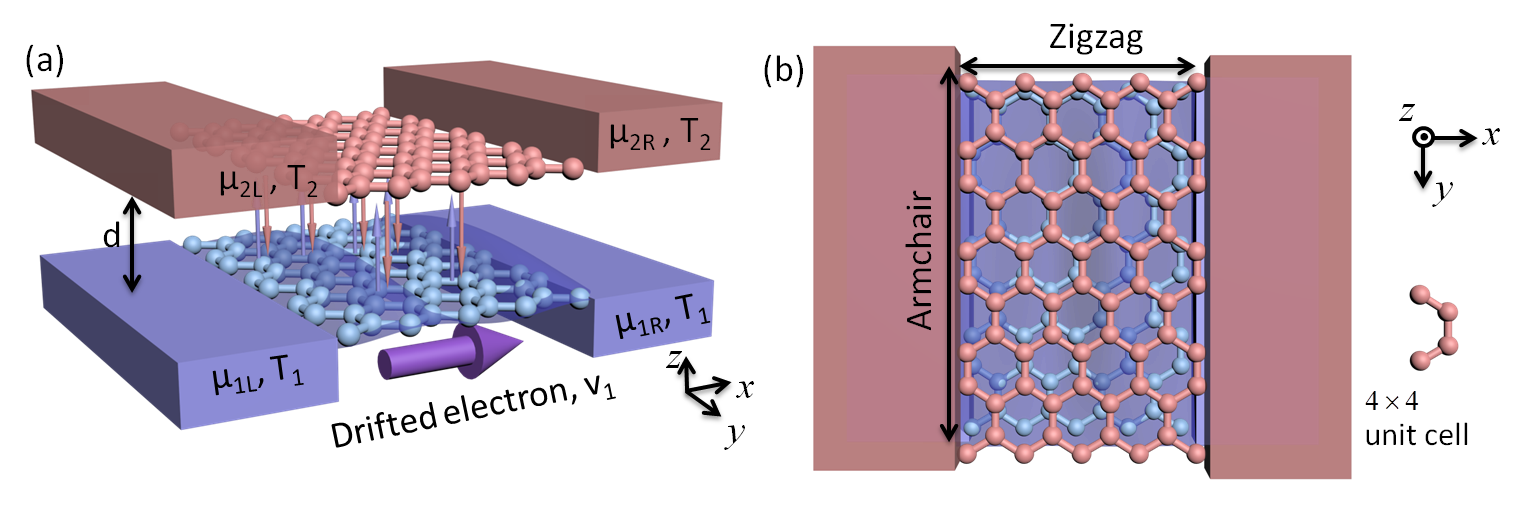 (a)
μ2L , T2
μ2R , T2
d
μ1L, T1
μ1R, T1
Drifted electron, v1
z
x
y
(b)
Zigzag
Armchair
z
x
y
4 × 4
unit cell